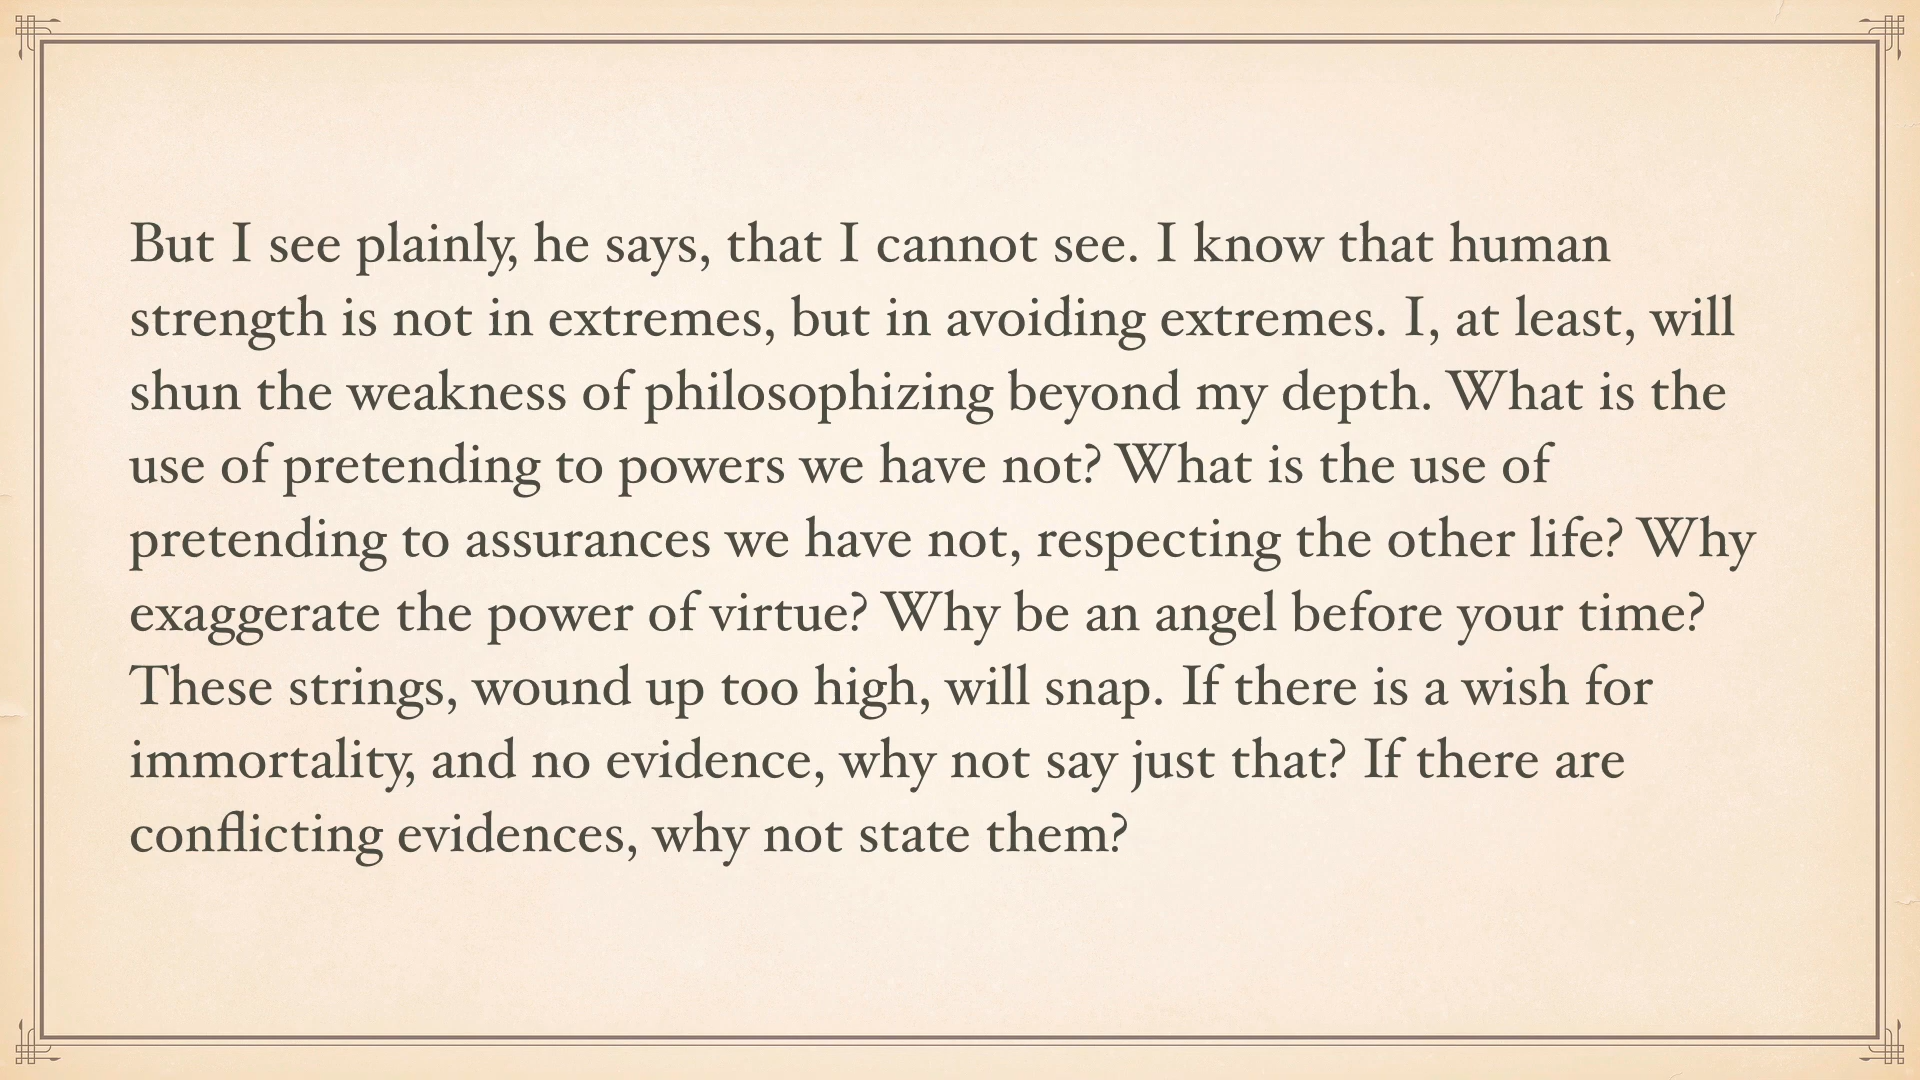 But I see plainly, he says, that I cannot see. I know that human
strength is not in extremes, but in avoiding extremes. I, at least, will
shun the weakness of philosophizing beyond my depth. What is the
use of pretending to powers we have not? What is the use of
pretending to assurances we have not, respecting the other life? Why
exaggerate the power of virtue? Why be an angel before your time?
These strings, wound up too high, will snap. If there is a wish for
immortality, and no evidence, why not say just that? If there are
conflicting evidences, why not state them?